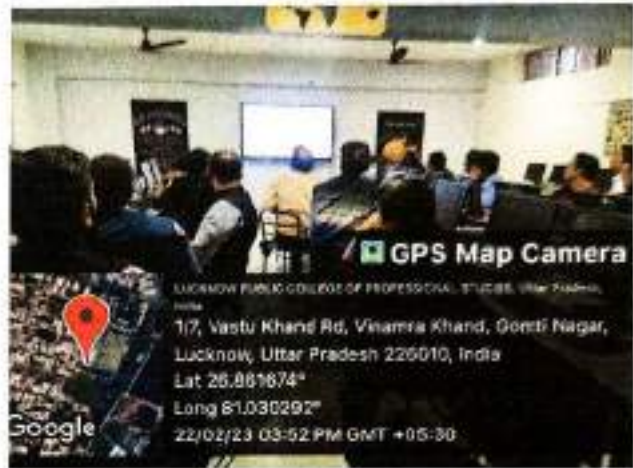 GPS Map Camera
LUCKNOW PUBLIC COLLEGE OF PROFESSIONAL STUDIES, Uttar Pradesh,
India
1/7, Vastu Khand Rd, Vinamra Khand, Gomti Nagar,
Lucknow, Uttar Pradesh 226010, India
Lat 26.861674°
Long 81.030292°
22/02/23 03:52 PM GMT +05:30
Google